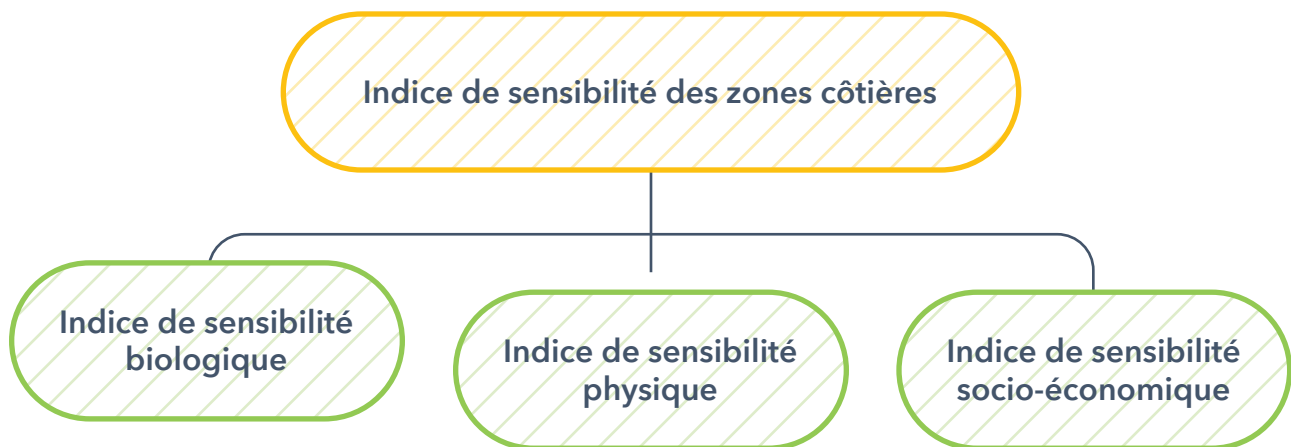 Indice de sensibilité des zones côtières
Indice de sensibilité
biologique
Indice de sensibilité
physique
Indice de sensibilité
socio-économique